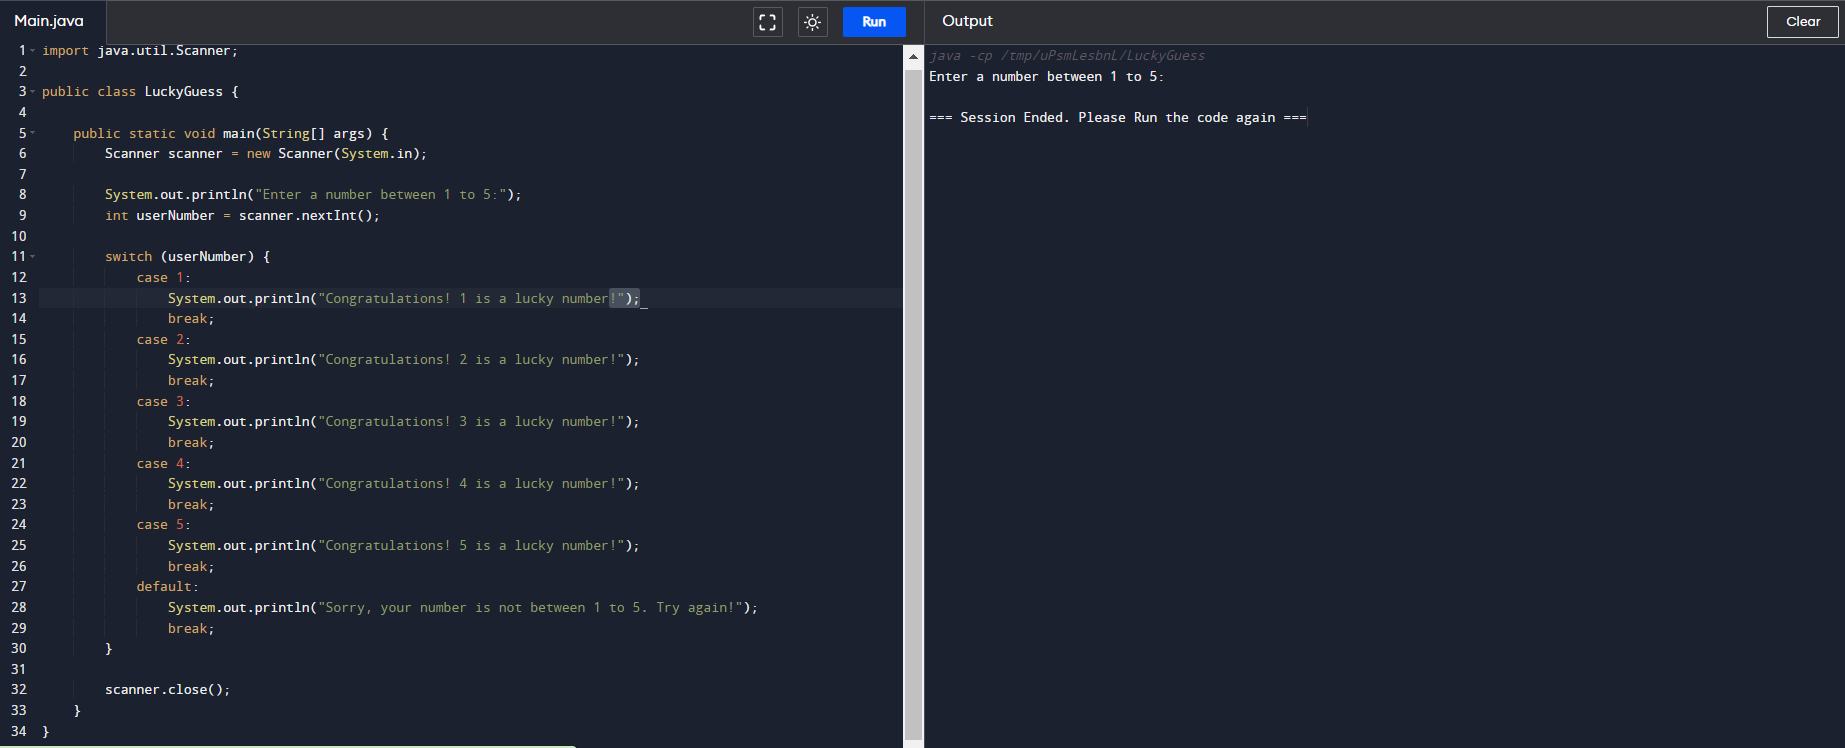 Main.java
Run
Output
Clear
1 import java.util.Scanner;
2
3 public class LuckyGuess {
4
5     public static void main(String[] args) {
6         Scanner scanner = new Scanner(System.in);
7
8         System.out.println("Enter a number between 1 to 5:");
9         int userNumber = scanner.nextInt();
10
11         switch (userNumber) {
12             case 1:
13                 System.out.println("Congratulations! 1 is a lucky number!");_
14                 break;
15             case 2:
16                 System.out.println("Congratulations! 2 is a lucky number!");
17                 break;
18             case 3:
19                 System.out.println("Congratulations! 3 is a lucky number!");
20                 break;
21             case 4:
22                 System.out.println("Congratulations! 4 is a lucky number!");
23                 break;
24             case 5:
25                 System.out.println("Congratulations! 5 is a lucky number!");
26                 break;
27             default:
28                 System.out.println("Sorry, your number is not between 1 to 5. Try again!");
29                 break;
30         }
31
32         scanner.close();
33     }
34 }
java -cp /tmp/uPsmLesbnL/LuckyGuess
Enter a number between 1 to 5:
=== Session Ended. Please Run the code again ===